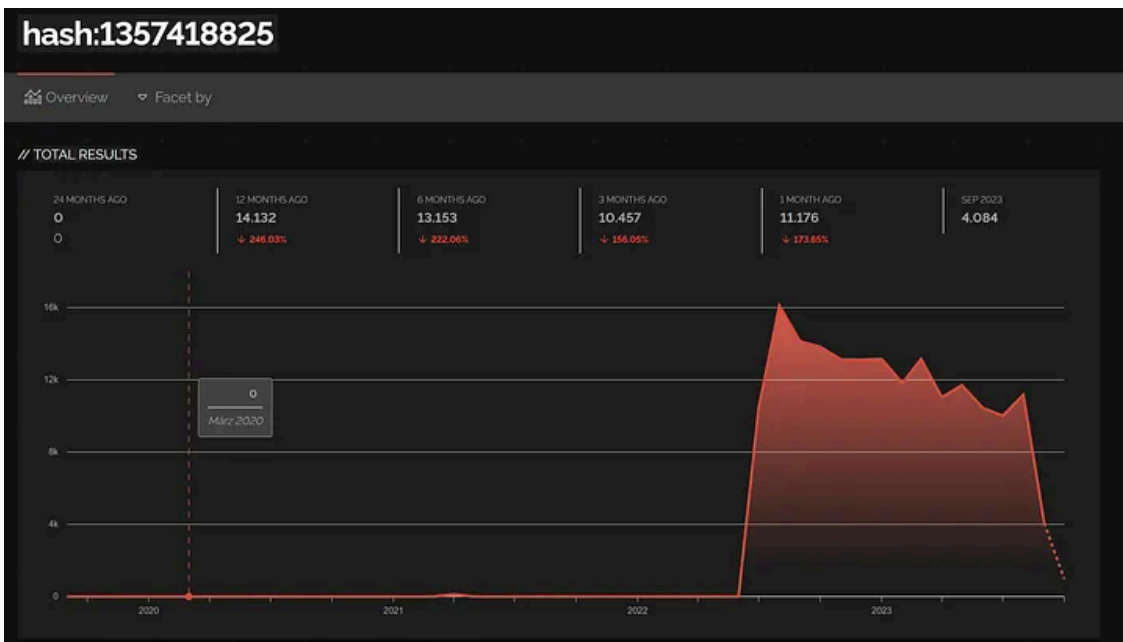 hash:1357418825
Overview
Facet by
// TOTAL RESULTS
24 MONTHS AGO
0
0
12 MONTHS AGO
14.132
↓ 246.03%
6 MONTHS AGO
13.153
↓ 222.06%
3 MONTHS AGO
10.457
↓ 156.05%
1 MONTH AGO
11.176
↓ 173.65%
SEP 2023
4.084
16k
12k
8k
4k
0
0
März 2020
2020
2021
2022
2023